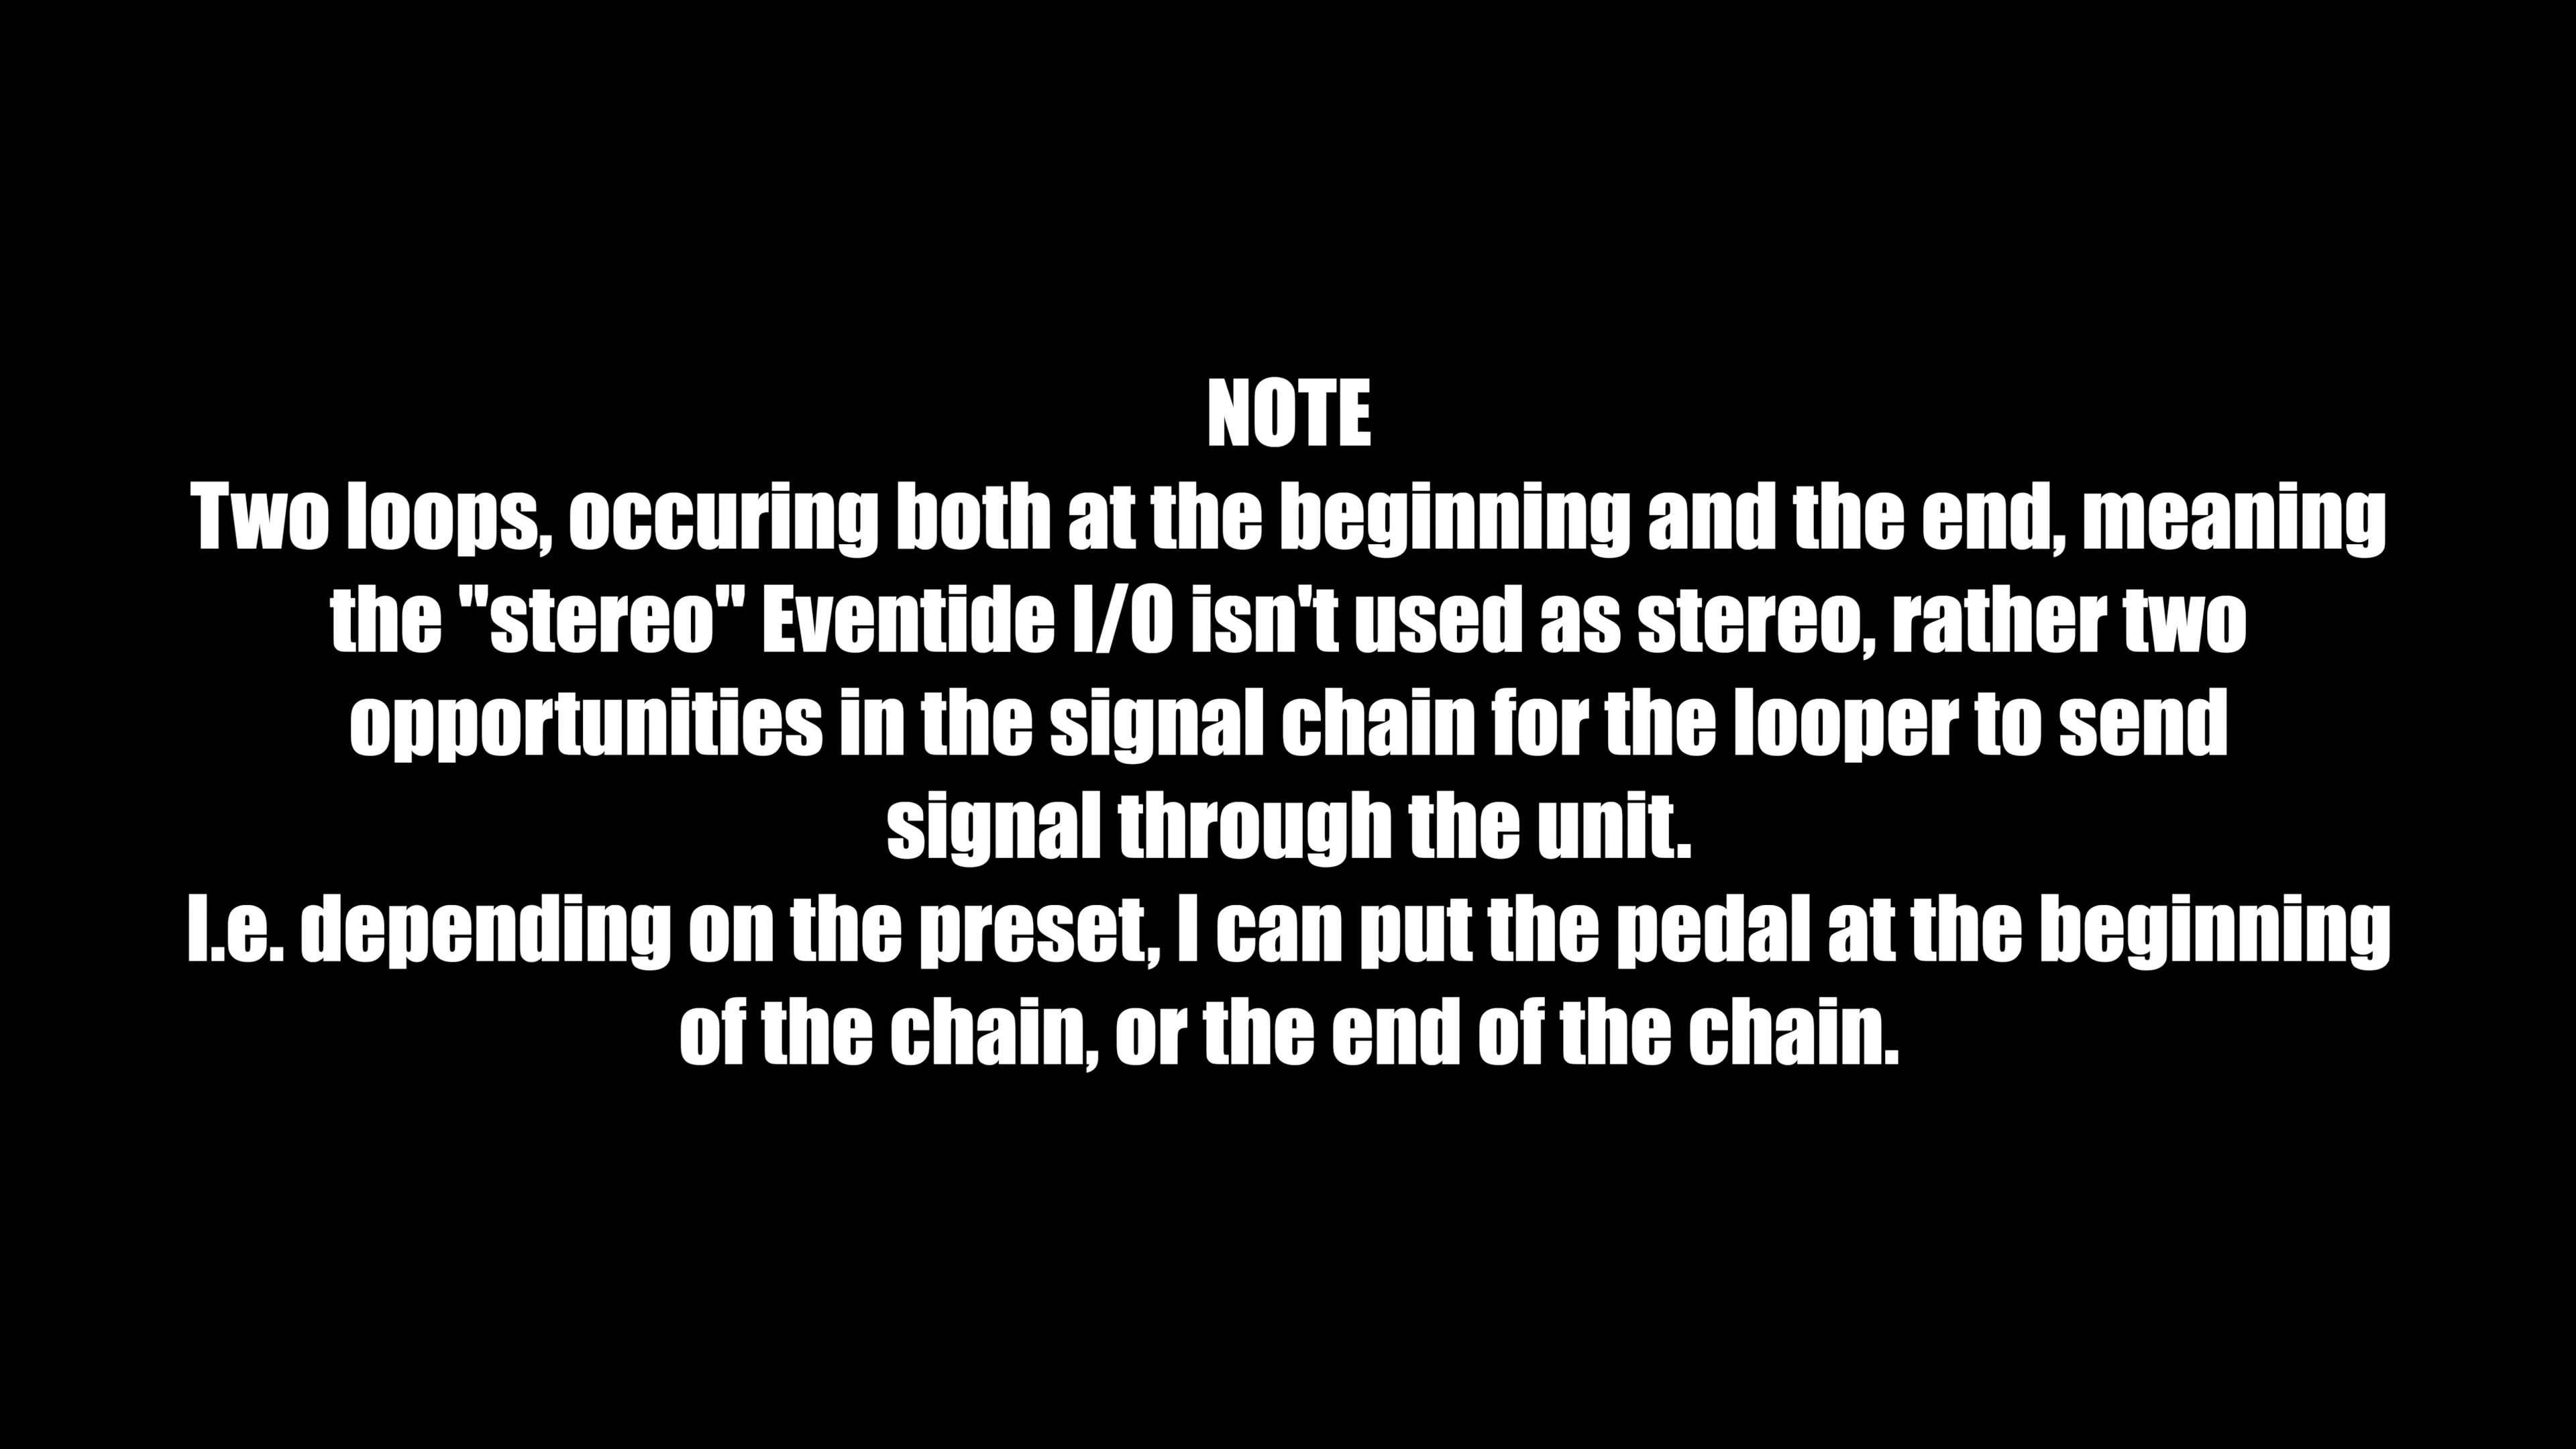 NOTE
Two loops, occuring both at the beginning and the end, meaning
the "stereo" Eventide I/O isn't used as stereo, rather two
opportunities in the signal chain for the looper to send
signal through the unit.
I.e. depending on the preset, I can put the pedal at the beginning
of the chain, or the end of the chain.